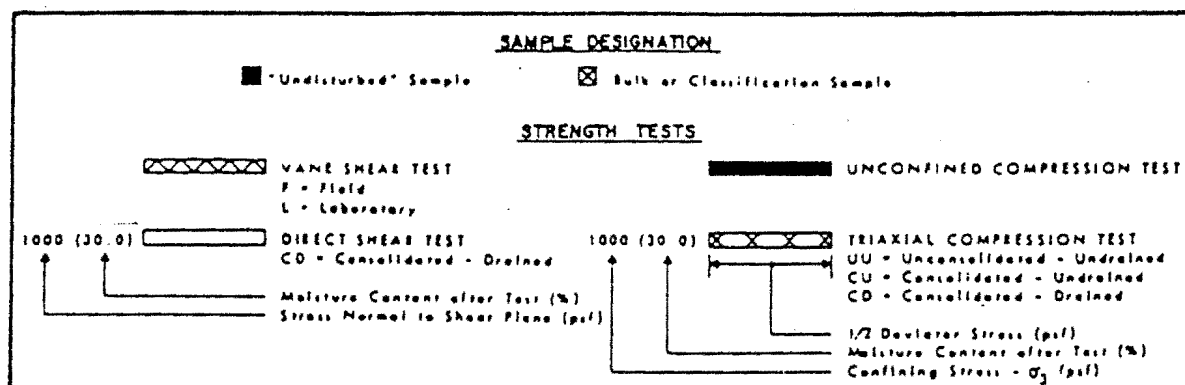 SAMPLE DESIGNATION
"Undisturbed" Sample
Bulk or Classification Sample
STRENGTH TESTS
VANE SHEAR TEST
F = Field
L = Laboratory
UNCONFINED COMPRESSION TEST
1000 (30.0)
DIRECT SHEAR TEST
CD = Consolidated - Drained
Moisture Content after Test (%)
Stress Normal to Shear Plane (psf)
1000 (30.0)
TRIAXIAL COMPRESSION TEST
UU = Unconsolidated - Undrained
CU = Consolidated - Undrained
CD = Consolidated - Drained
1/2 Deviator Stress (psf)
Moisture Content after Test (%)
Confining Stress - σ3 (psf)